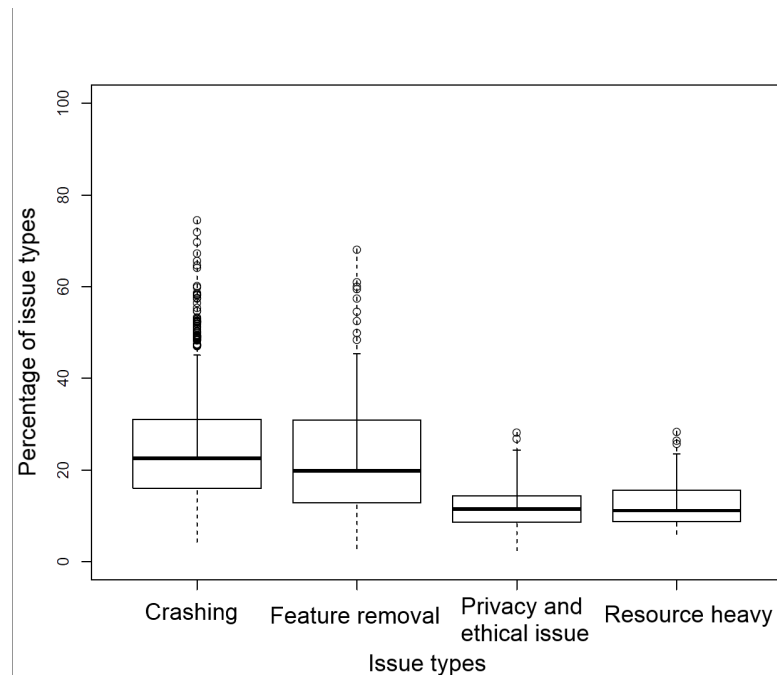 Percentage of issue types
100
80
60
40
20
0
Crashing
Feature removal
Privacy and
ethical issue
Resource heavy
Issue types